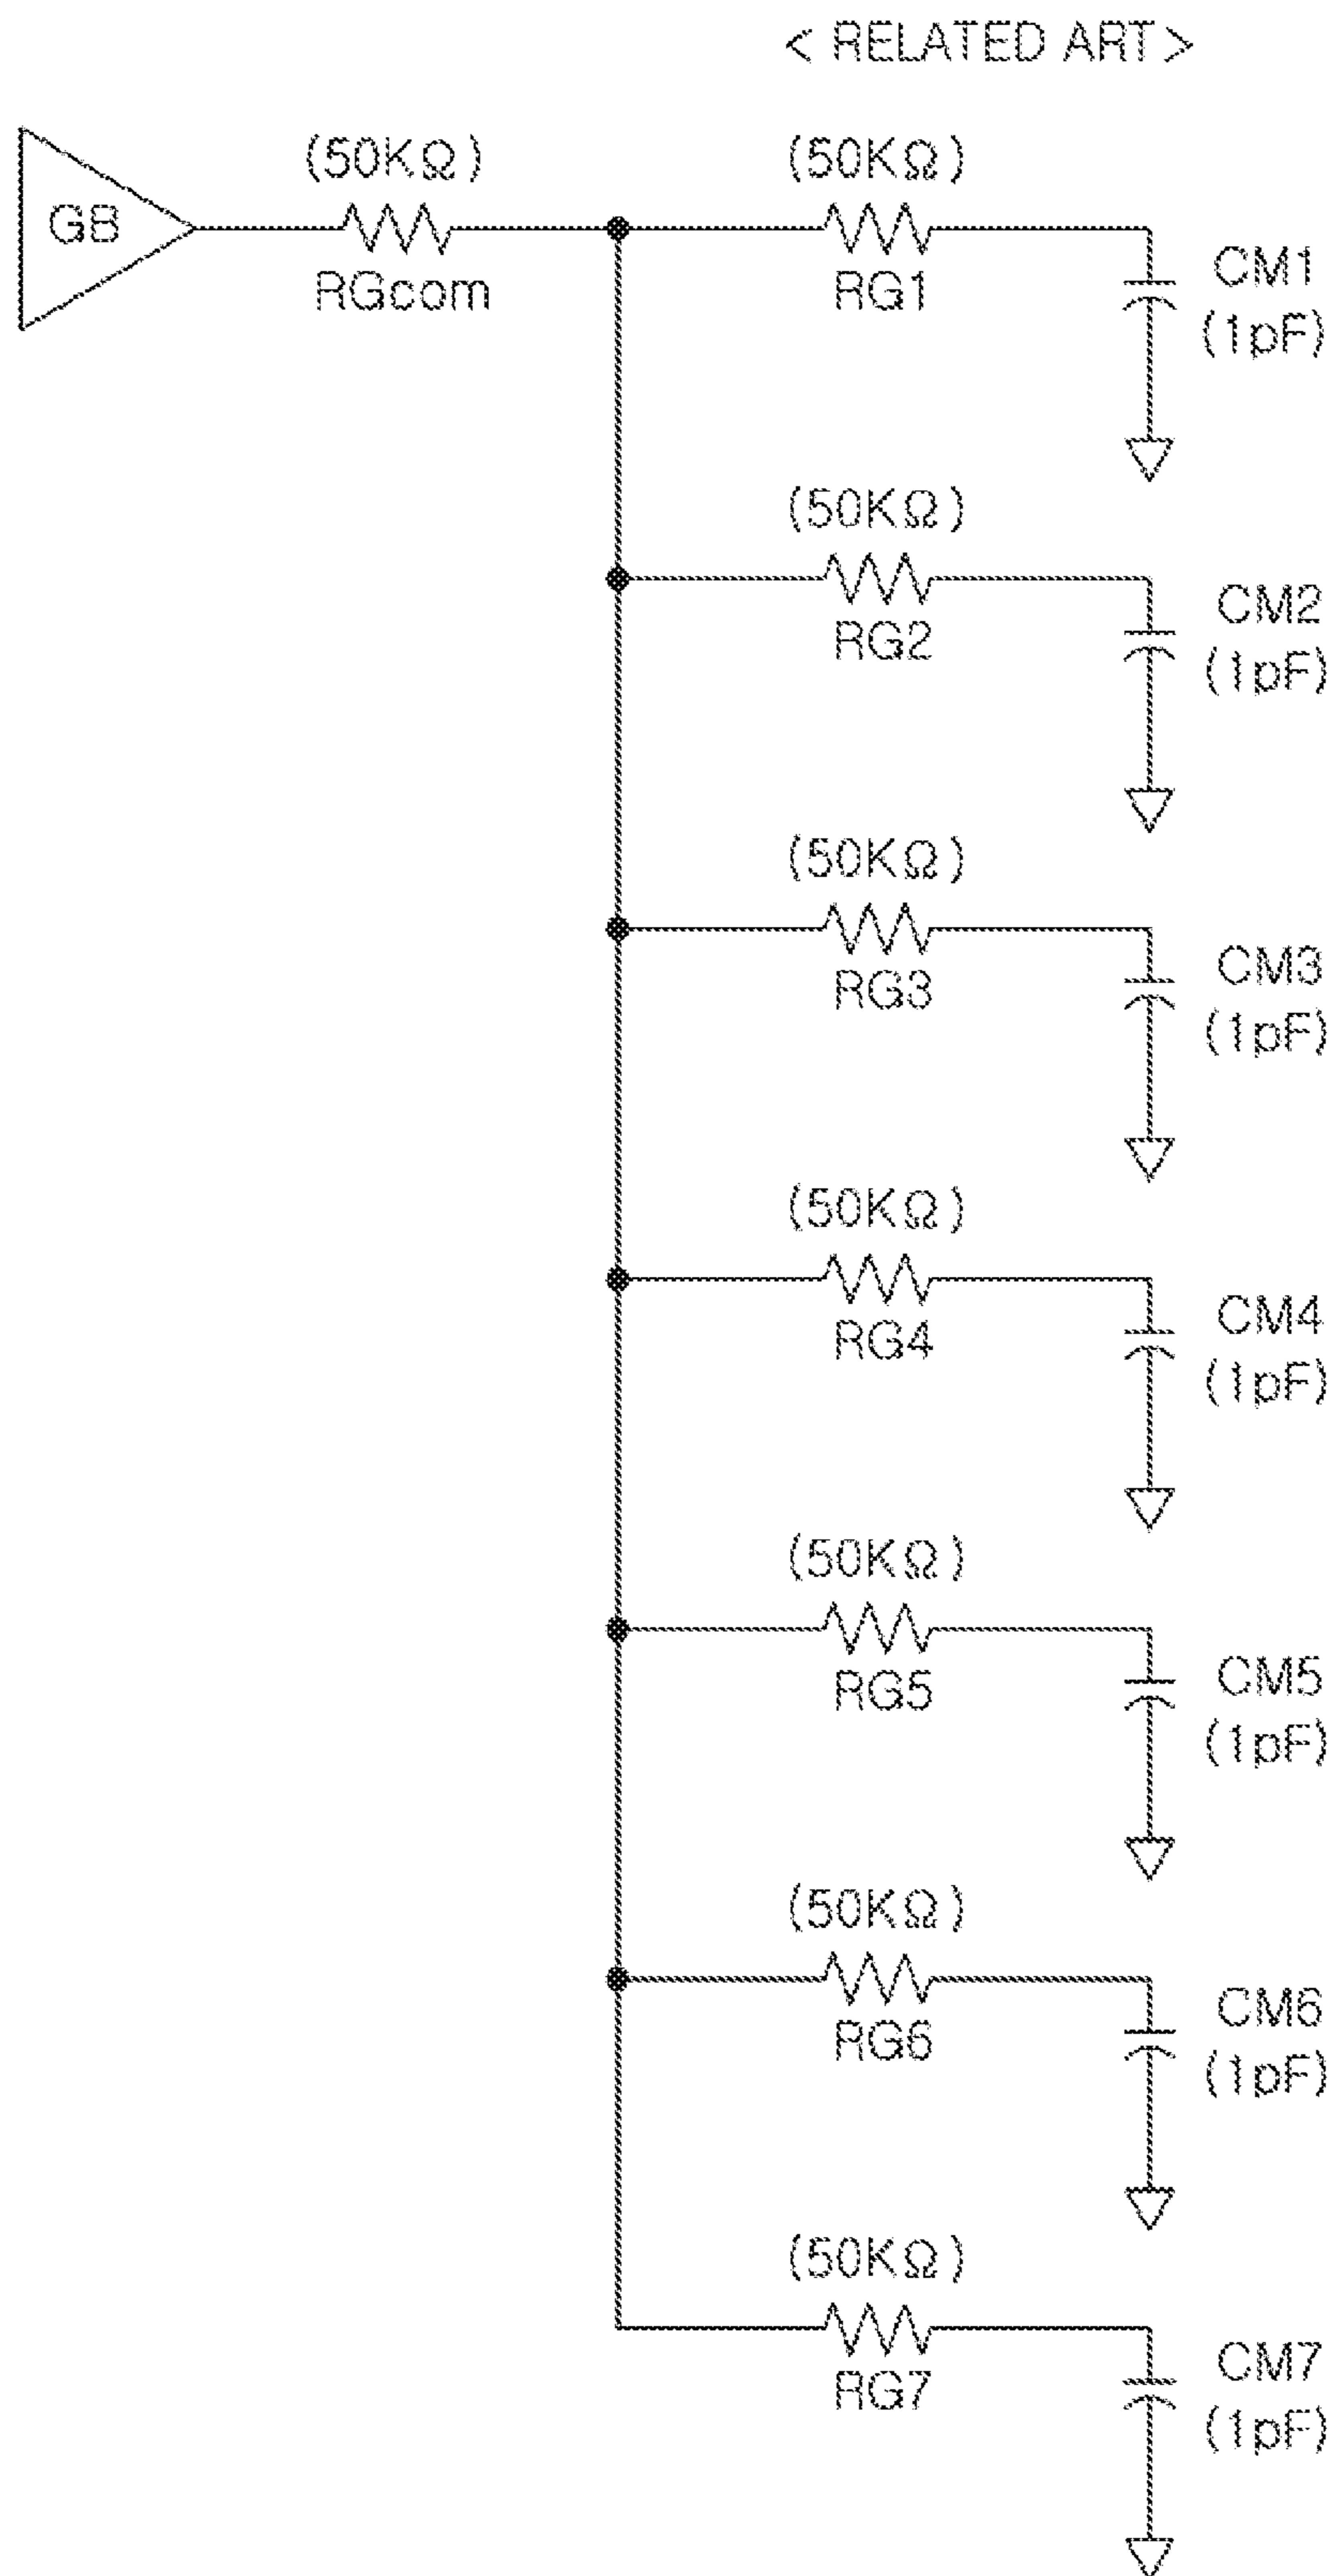 < RELATED ART >
(50KΩ)
(50KΩ)
GB
RGcom
RG1
CM1
(1pF)
(50KΩ)
RG2
CM2
(1pF)
(50KΩ)
RG3
CM3
(1pF)
(50KΩ)
RG4
CM4
(1pF)
(50KΩ)
RG5
CM5
(1pF)
(50KΩ)
RG6
CM6
(1pF)
(50KΩ)
RG7
CM7
(1pF)